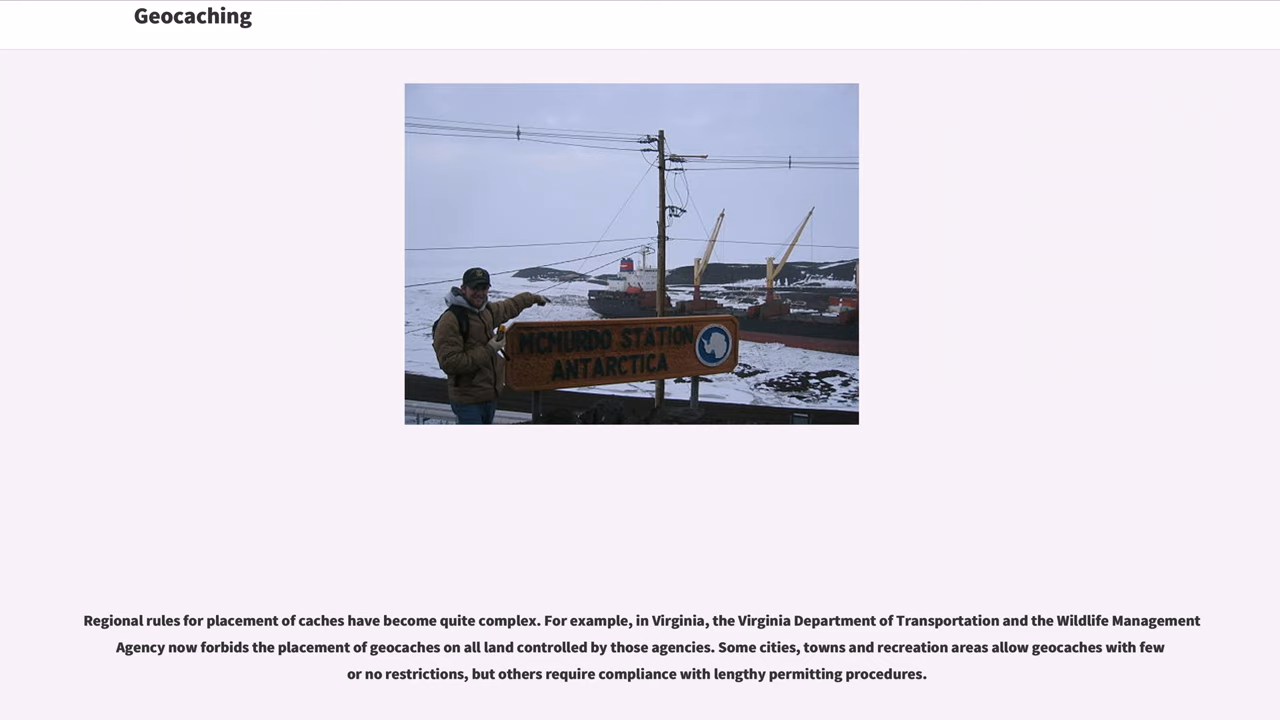 Geocaching
MCMURDO STATION
ANTARCTICA
Regional rules for placement of caches have become quite complex. For example, in Virginia, the Virginia Department of Transportation and the Wildlife Management
Agency now forbids the placement of geocaches on all land controlled by those agencies. Some cities, towns and recreation areas allow geocaches with few
or no restrictions, but others require compliance with lengthy permitting procedures.